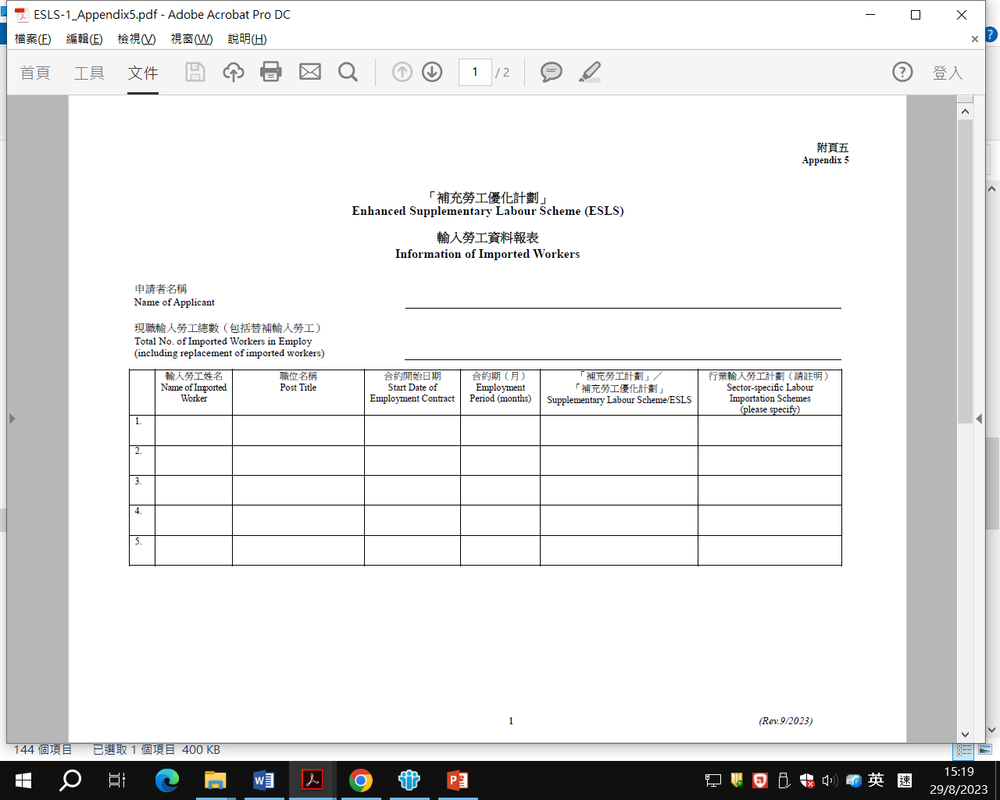 ESLS-1_Appendix5.pdf - Adobe Acrobat Pro DC
檔案(F) 編輯(E) 檢視(V) 視窗(W) 說明(H)
首頁 工具 文件 1 / 2 登入
附頁五
Appendix 5
「補充勞工優化計劃」
Enhanced Supplementary Labour Scheme (ESLS)
輸入勞工資料報表
Information of Imported Workers
申請者名稱
Name of Applicant
現職輸入勞工總數（包括替補輸入勞工）
Total No. of Imported Workers in Employ
(including replacement of imported workers)
輸入勞工姓名
Name of Imported
Worker
職位名稱
Post Title
合約開始日期
Start Date of
Employment Contract
合約期（月）
Employment
Period (months)
「補充勞工計劃」／
「補充勞工優化計劃」
Supplementary Labour Scheme/ESLS
行業輸入勞工計劃（請註明）
Sector-specific Labour
Importation Schemes
(please specify)
1.
2.
3.
4.
5.
1
(Rev.9/2023)
144 個項目 已選取 1 個項目 400 KB
英 速 15:19
29/8/2023